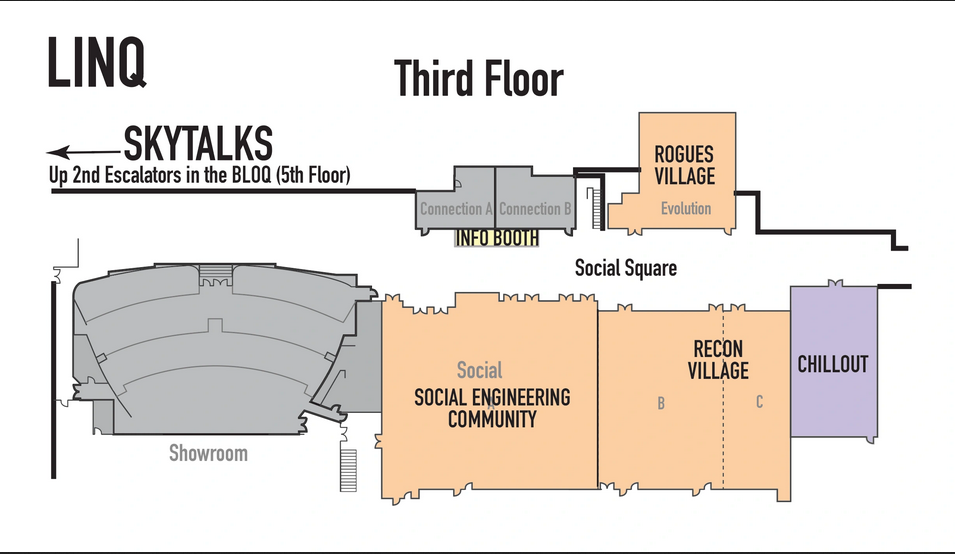 LINQ
Third Floor
SKYTALKS
Up 2nd Escalators in the BLOQ (5th Floor)
ROGUES
VILLAGE
Evolution
Connection A
Connection B
INFO BOOTH
Social Square
Social
A
SOCIAL ENGINEERING
COMMUNITY
RECON
VILLAGE
B
C
CHILLOUT
Showroom